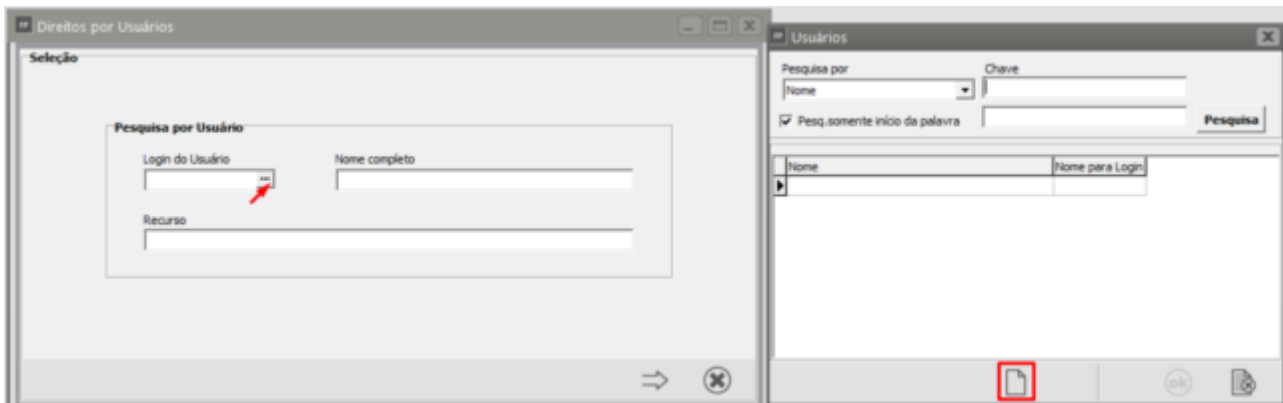 Direitos por Usuários
Seleção
Pesquisa por Usuário
Login do Usuário
Nome completo
...
Recurso
Usuários
Pesquisa por
Chave
Nome
Pesq.somente início da palavra
Pesquisa
Nome
Nome para Login
ok